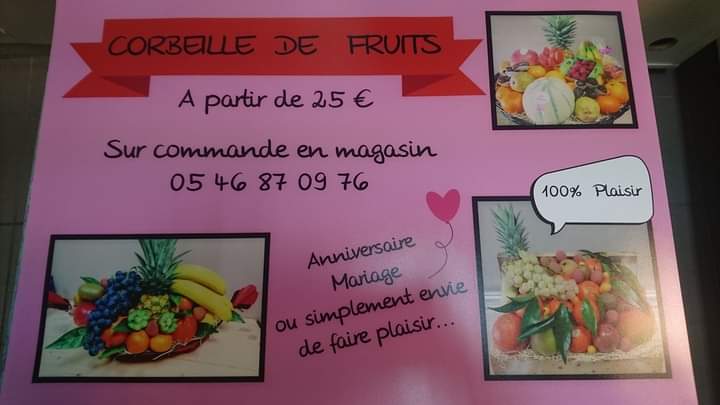 CORBEILLE DE FRUITS
A partir de 25 €
Sur commande en magasin
05 46 87 09 76
100% Plaisir
Anniversaire
Mariage
ou simplement envie
de faire plaisir...